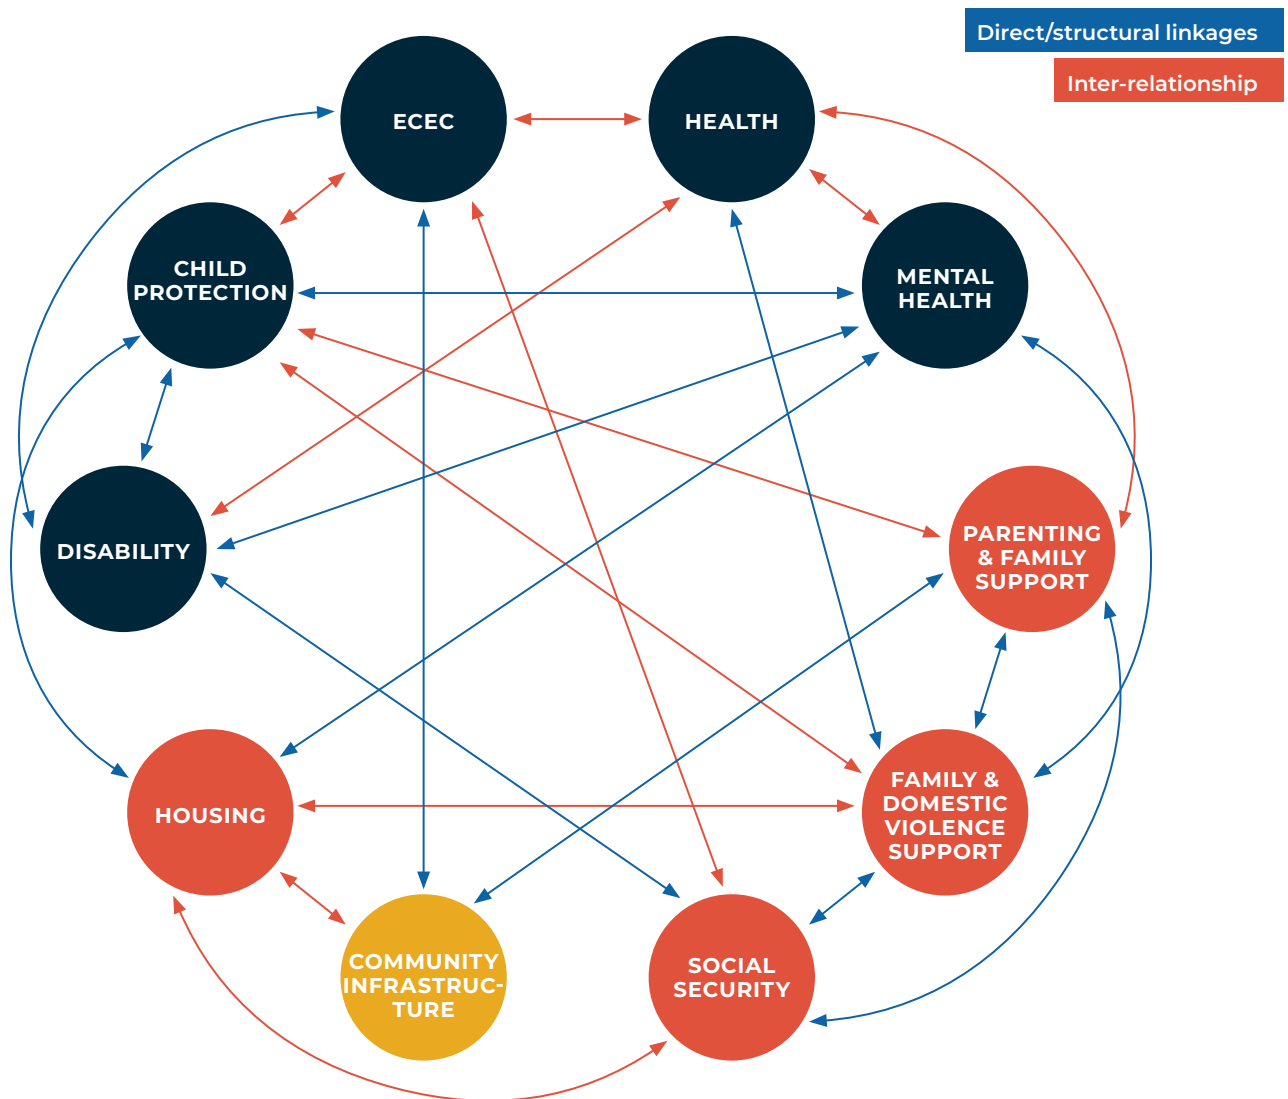 Direct/structural linkages
Inter-relationship
ECEC
HEALTH
CHILD
PROTECTION
MENTAL
HEALTH
DISABILITY
PARENTING
& FAMILY
SUPPORT
HOUSING
FAMILY &
DOMESTIC
VIOLENCE
SUPPORT
COMMUNITY
INFRASTRUC-
TURE
SOCIAL
SECURITY